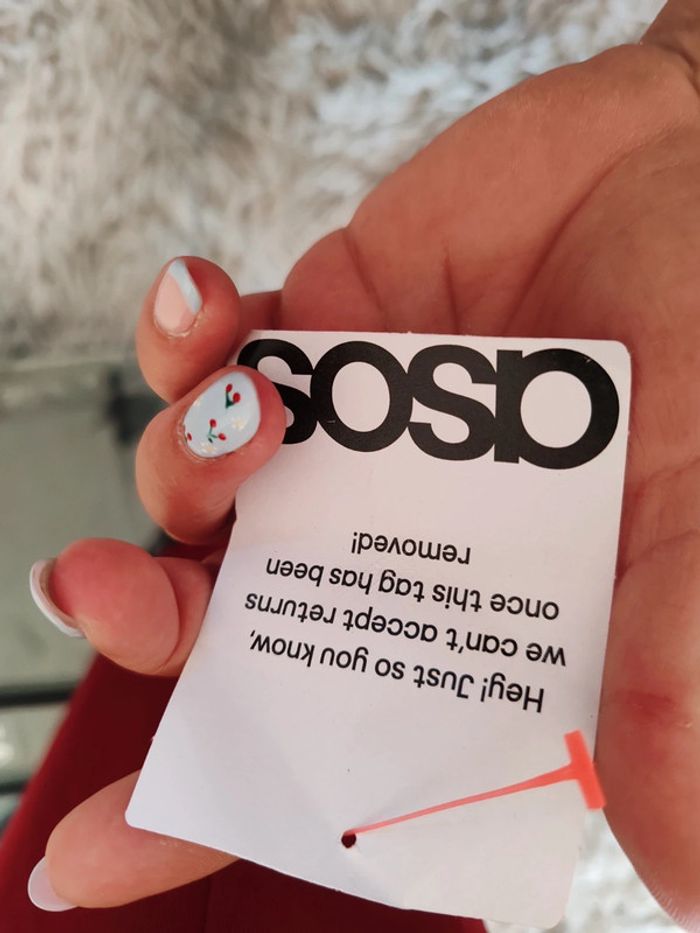 Hey! Just so you know,
we can't accept returns
once this tag has been
removed!
asos